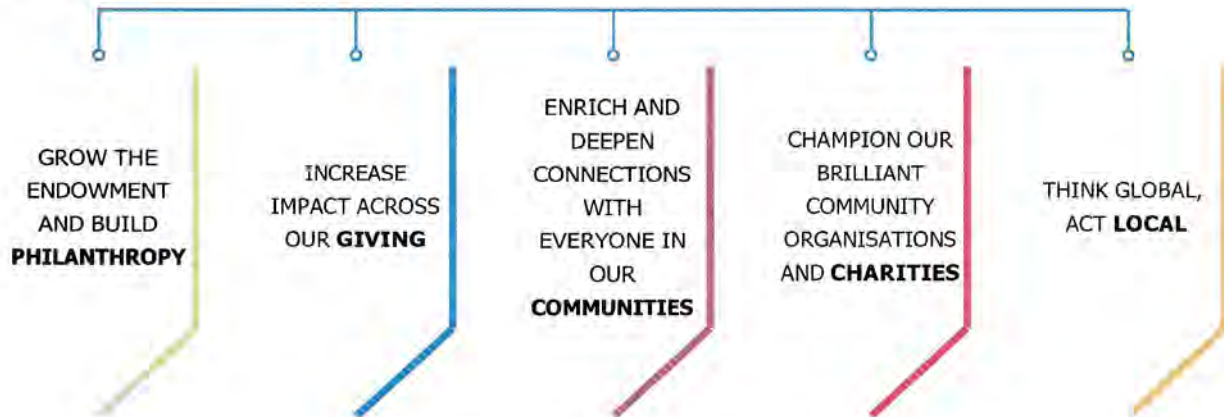 GROW THE
ENDOWMENT
AND BUILD
PHILANTHROPY
INCREASE
IMPACT ACROSS
OUR GIVING
ENRICH AND
DEEPEN
CONNECTIONS
WITH
EVERYONE IN
OUR
COMMUNITIES
CHAMPION OUR
BRILLIANT
COMMUNITY
ORGANISATIONS
AND CHARITIES
THINK GLOBAL,
ACT LOCAL